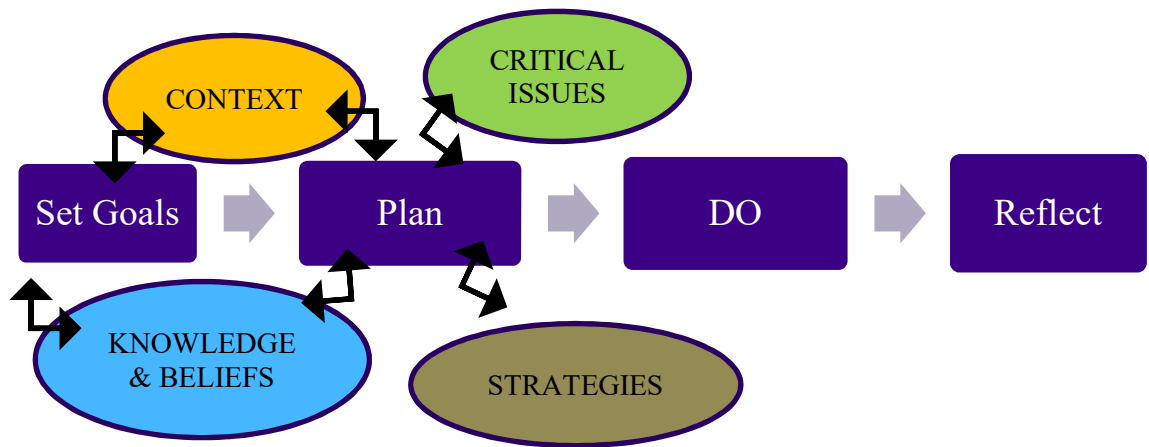 CONTEXT
CRITICAL
ISSUES
Set Goals
Plan
DO
Reflect
KNOWLEDGE
& BELIEFS
STRATEGIES